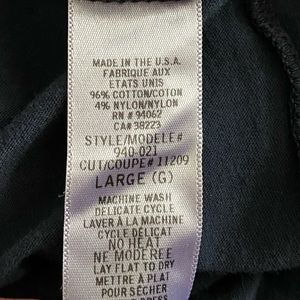 MADE IN THE U.S.A.
FABRIQUE AUX
ETATS UNIS
96% COTTON/COTON
4% NYLON/NYLON
RN # 94062
CA# 38223
STYLE/MODELE#
940-021
CUT/COUPE# 11209
LARGE (G)
MACHINE WASH
DELICATE CYCLE
LAVER À LA MACHINE
CYCLE DÉLICAT
NO HEAT
NE MODEREE
LAY FLAT TO DRY
METTRE À PLAT
POUR SÉCHER